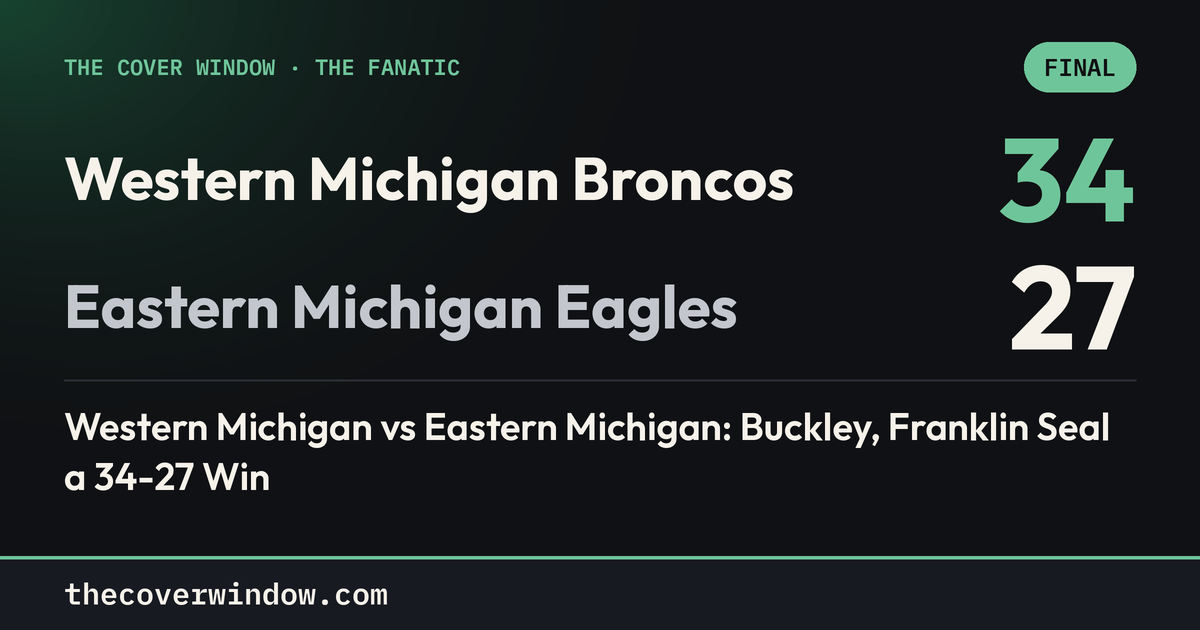 THE COVER WINDOW · THE FANATIC
FINAL
Western Michigan Broncos 34
Eastern Michigan Eagles 27
Western Michigan vs Eastern Michigan: Buckley, Franklin Seal
a 34-27 Win
thecoverwindow.com